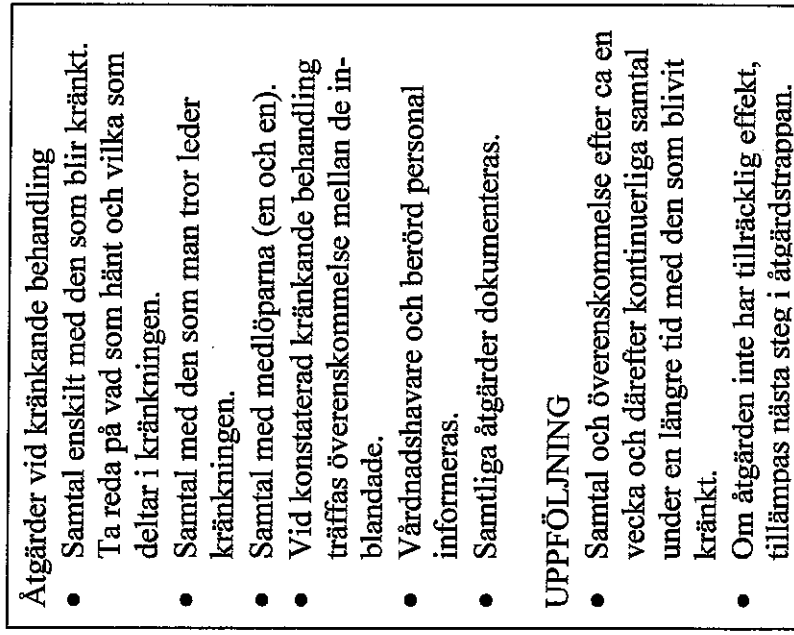 Åtgärder vid kränkande behandling
• Samtal enskilt med den som blir kränkt.
Ta reda på vad som hänt och vilka som
deltar i kränkningen.
• Samtal med den som man tror leder
kränkningen.
• Samtal med medlöparna (en och en).
• Vid konstaterad kränkande behandling
träffas överenskommelse mellan de in-
blandade.
• Vårdnadshavare och berörd personal
informeras.
• Samtliga åtgärder dokumenteras.
UPPFÖLJNING
• Samtal och överenskommelse efter ca en
vecka och därefter kontinuerliga samtal
under en längre tid med den som blivit
kränkt.
• Om åtgärden inte har tillräcklig effekt,
tillämpas nästa steg i åtgärdstrappan.